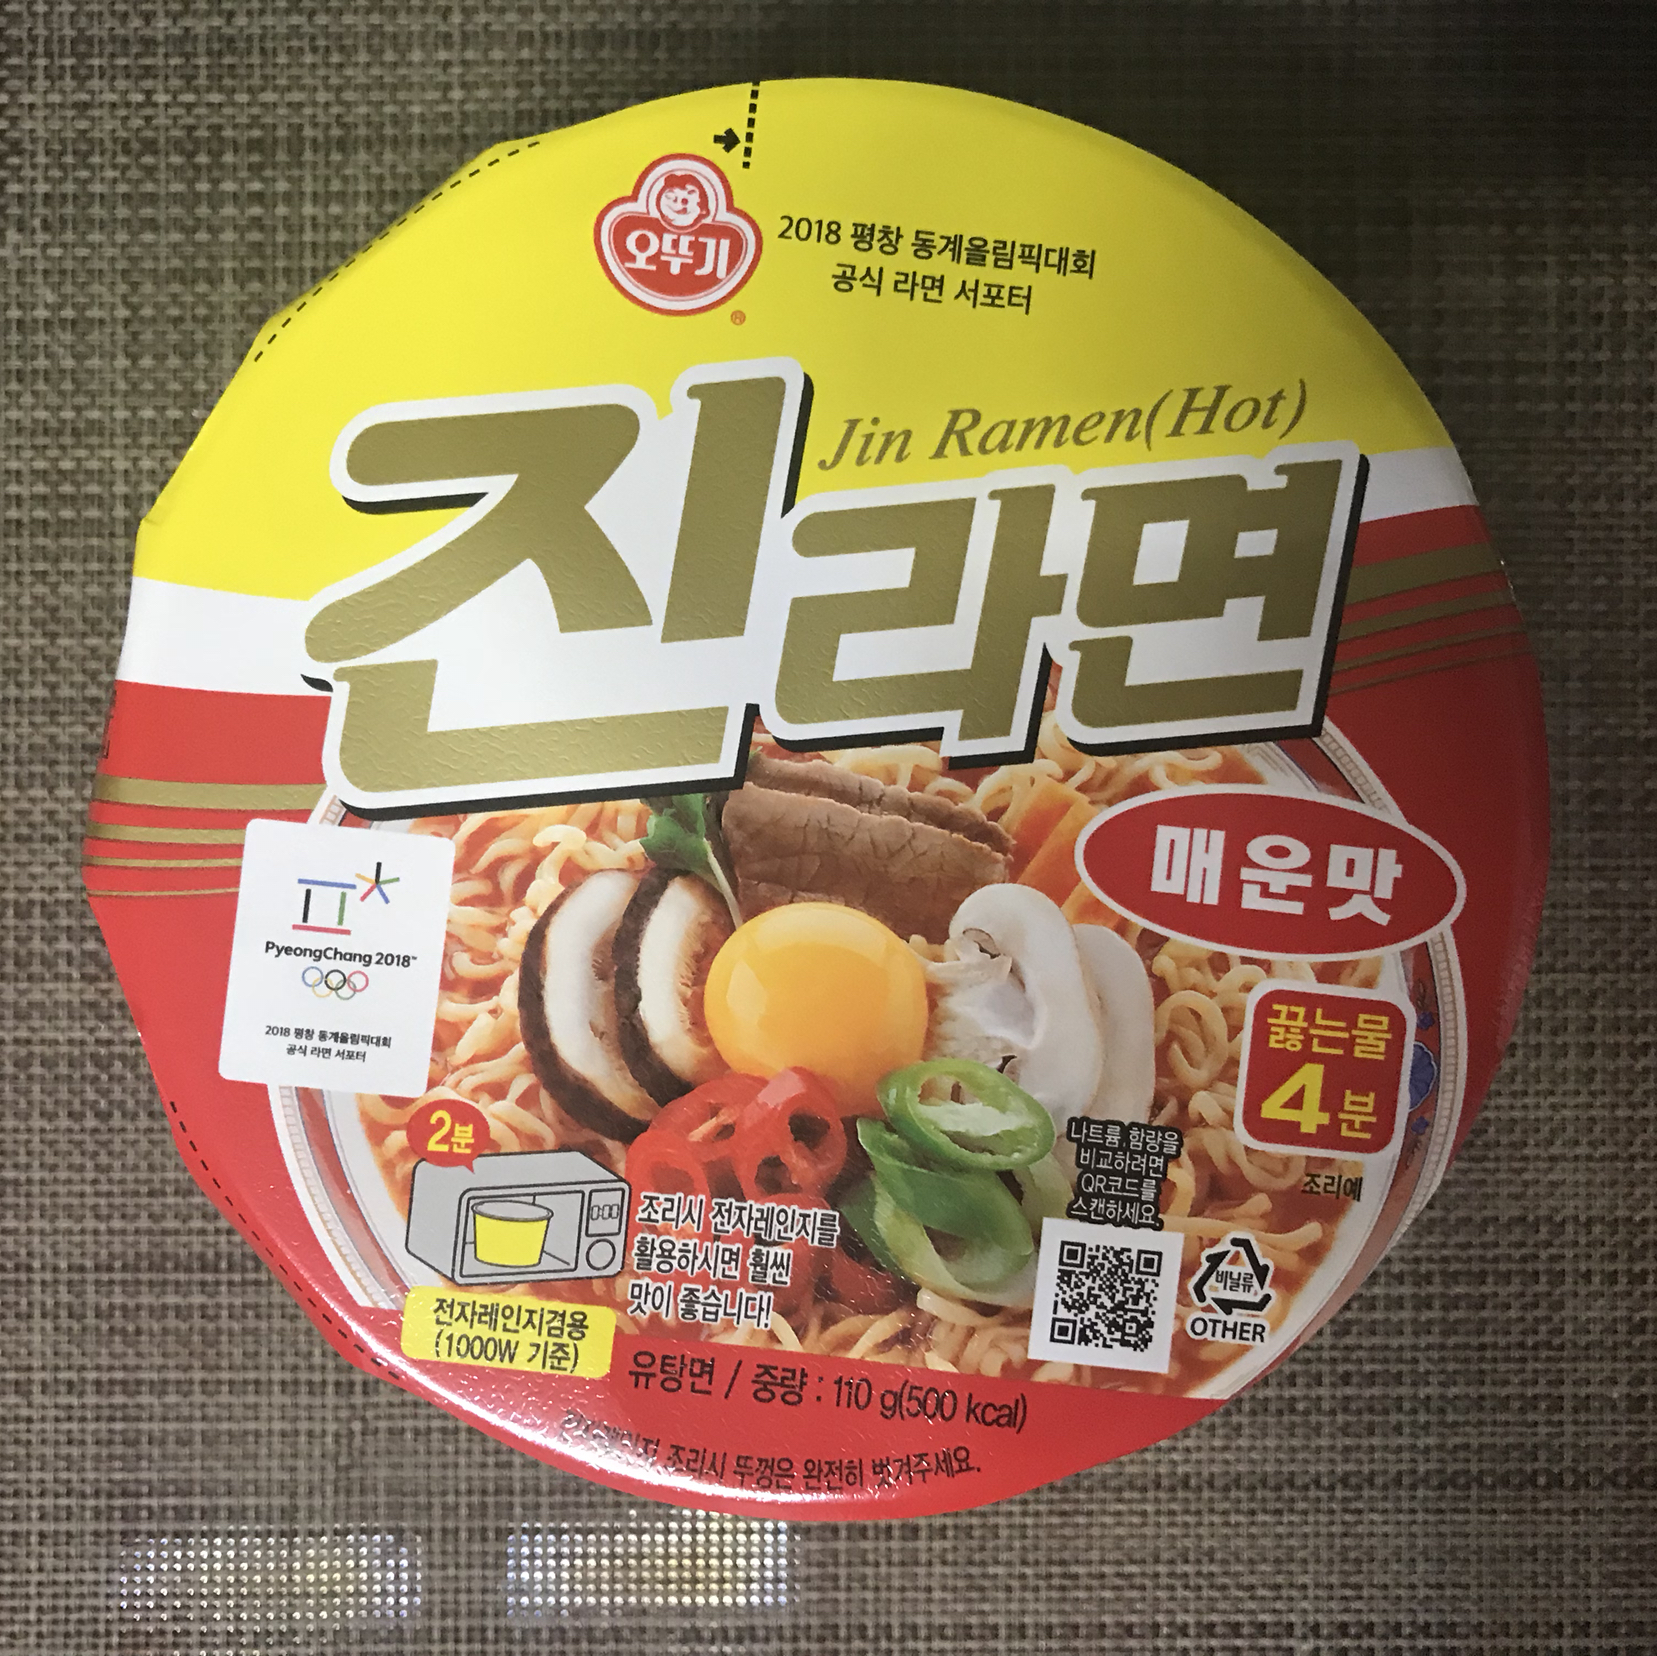 오뚜기
®
2018 평창 동계올림픽대회
공식 라면 서포터
Jin Ramen(Hot)
진라면
매운맛
PyeongChang 2018™
2018 평창 동계올림픽대회
공식 라면 서포터
끓는물
4분
조리예
2분
0:00
조리시 전자레인지를
활용하시면 훨씬
맛이 좋습니다!
전자레인지겸용
(1000W 기준)
나트륨 함량을
비교하려면
QR코드를
스캔하세요.
비닐류
OTHER
유탕면 / 중량 : 110 g(500 kcal)
조리시 뚜껑은 완전히 벗겨주세요.